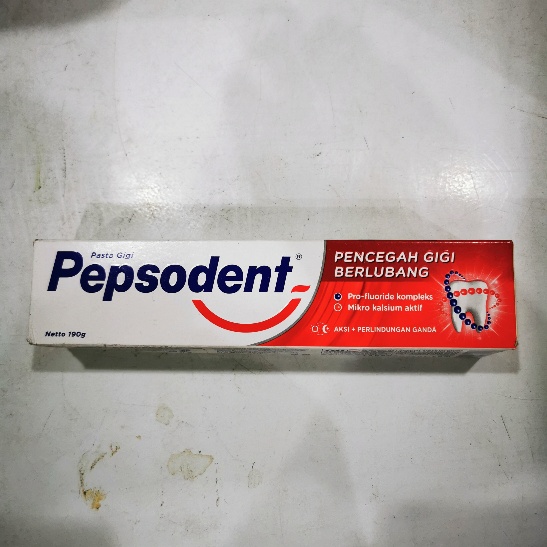 Pasta Gigi
Pepsodent®
Netto 190g
PENCEGAH GIGI
BERLUBANG
Pro-fluoride kompleks
Mikro kalsium aktif
AKSI + PERLINDUNGAN GANDA